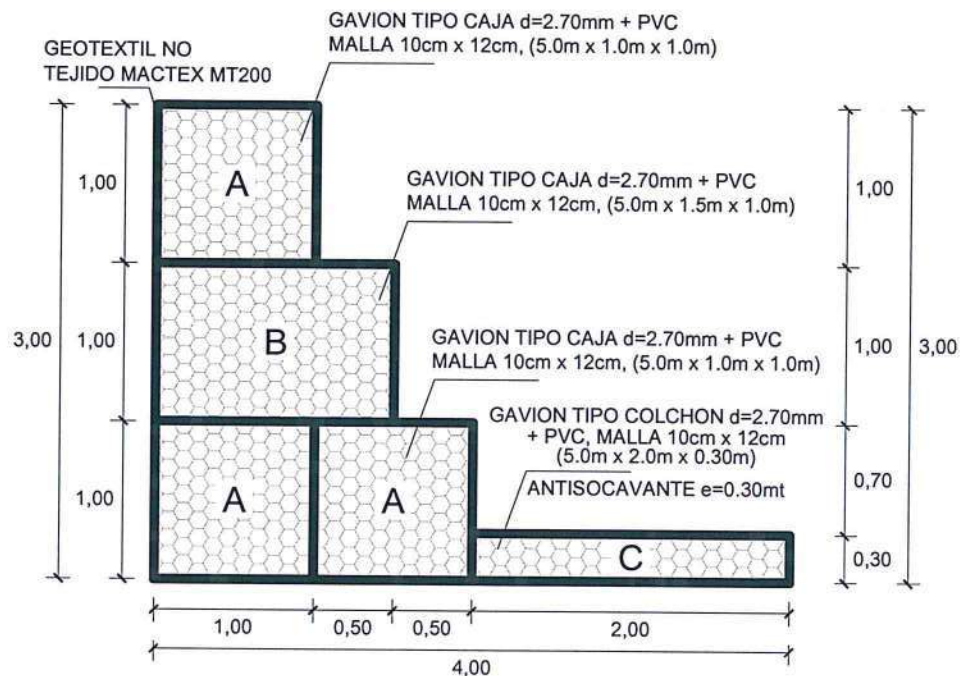 GAVION TIPO CAJA d=2.70mm + PVC
MALLA 10cm x 12cm, (5.0m x 1.0m x 1.0m)
GEOTEXTIL NO
TEJIDO MACTEX MT200
A
1,00
1,00
GAVION TIPO CAJA d=2.70mm + PVC
MALLA 10cm x 12cm, (5.0m x 1.5m x 1.0m)
3,00
1,00
B
1,00
3,00
GAVION TIPO CAJA d=2.70mm + PVC
MALLA 10cm x 12cm, (5.0m x 1.0m x 1.0m)
GAVION TIPO COLCHON d=2.70mm
+ PVC, MALLA 10cm x 12cm
(5.0m x 2.0m x 0.30m)
ANTISOCAVANTE e=0.30mt
1,00
A
A
0,70
C
0,30
1,00
0,50
0,50
2,00
4,00